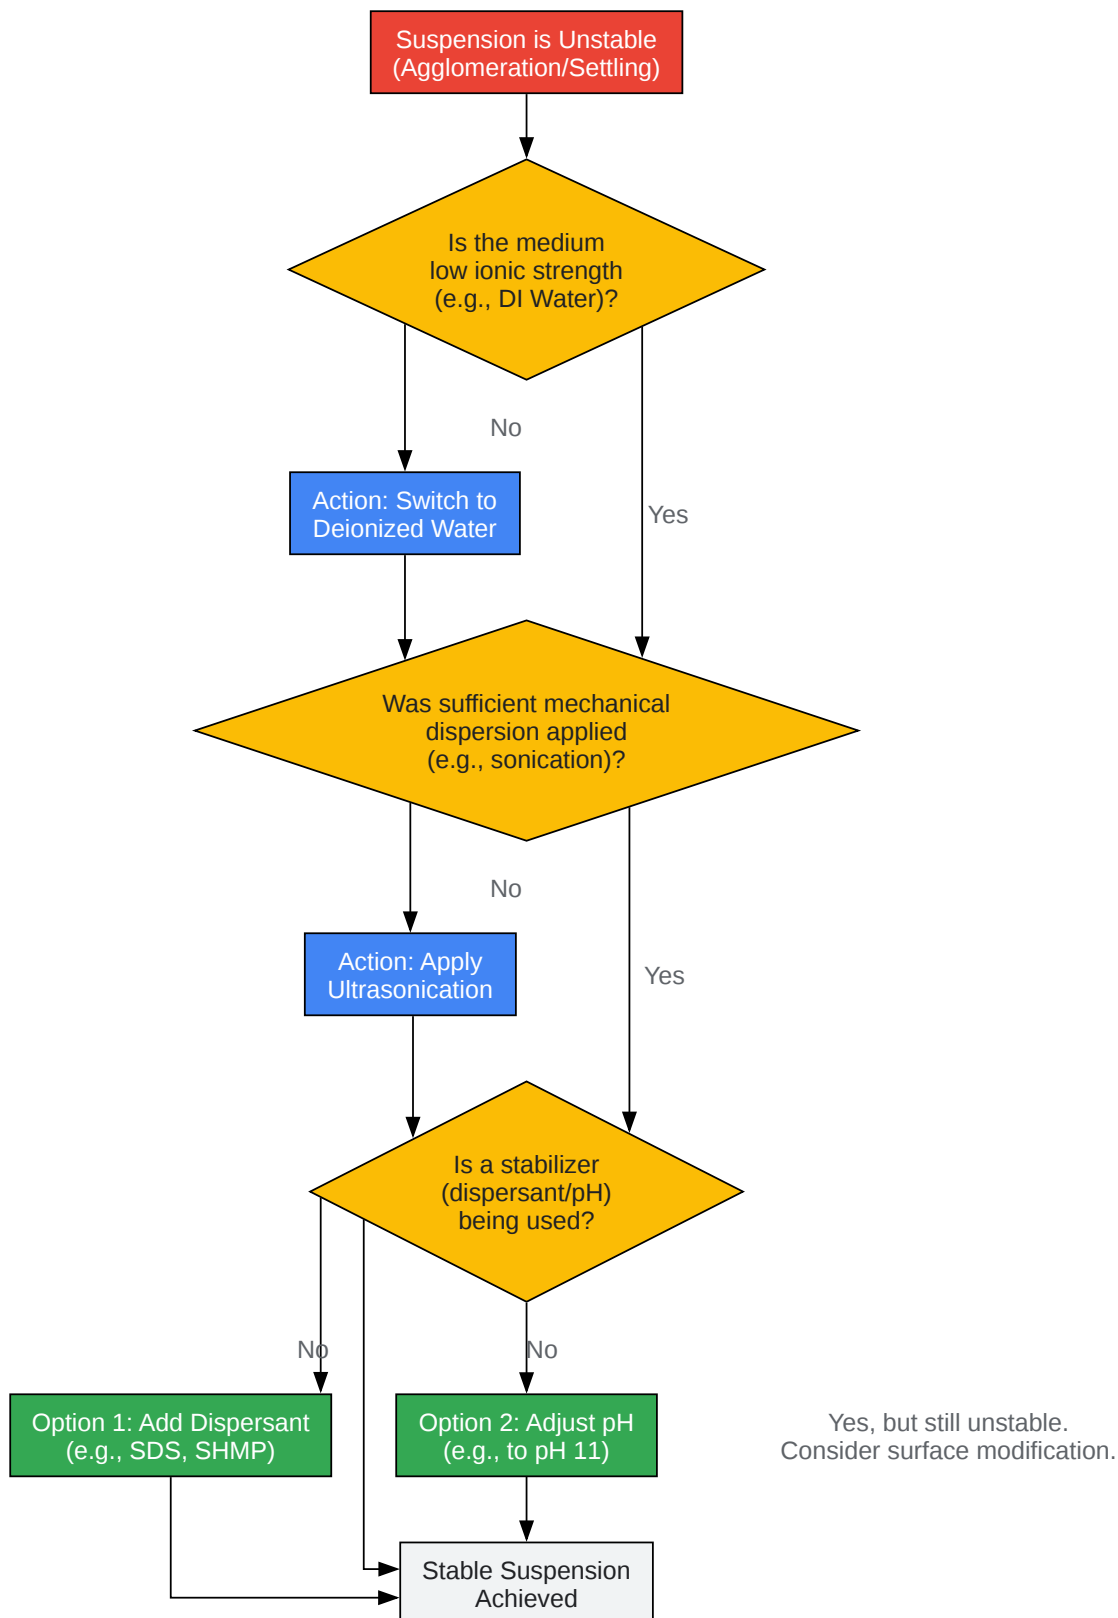 Suspension is Unstable
(Agglomeration/Settling)
Is the medium
low ionic strength
(e.g., DI Water)?
No
Action: Switch to
Deionized Water
Yes
Was sufficient mechanical
dispersion applied
(e.g., sonication)?
No
Action: Apply
Ultrasonication
Yes
Is a stabilizer
(dispersant/pH)
being used?
No
No
Option 1: Add Dispersant
(e.g., SDS, SHMP)
Option 2: Adjust pH
(e.g., to pH 11)
Yes, but still unstable.
Consider surface modification.
Stable Suspension
Achieved